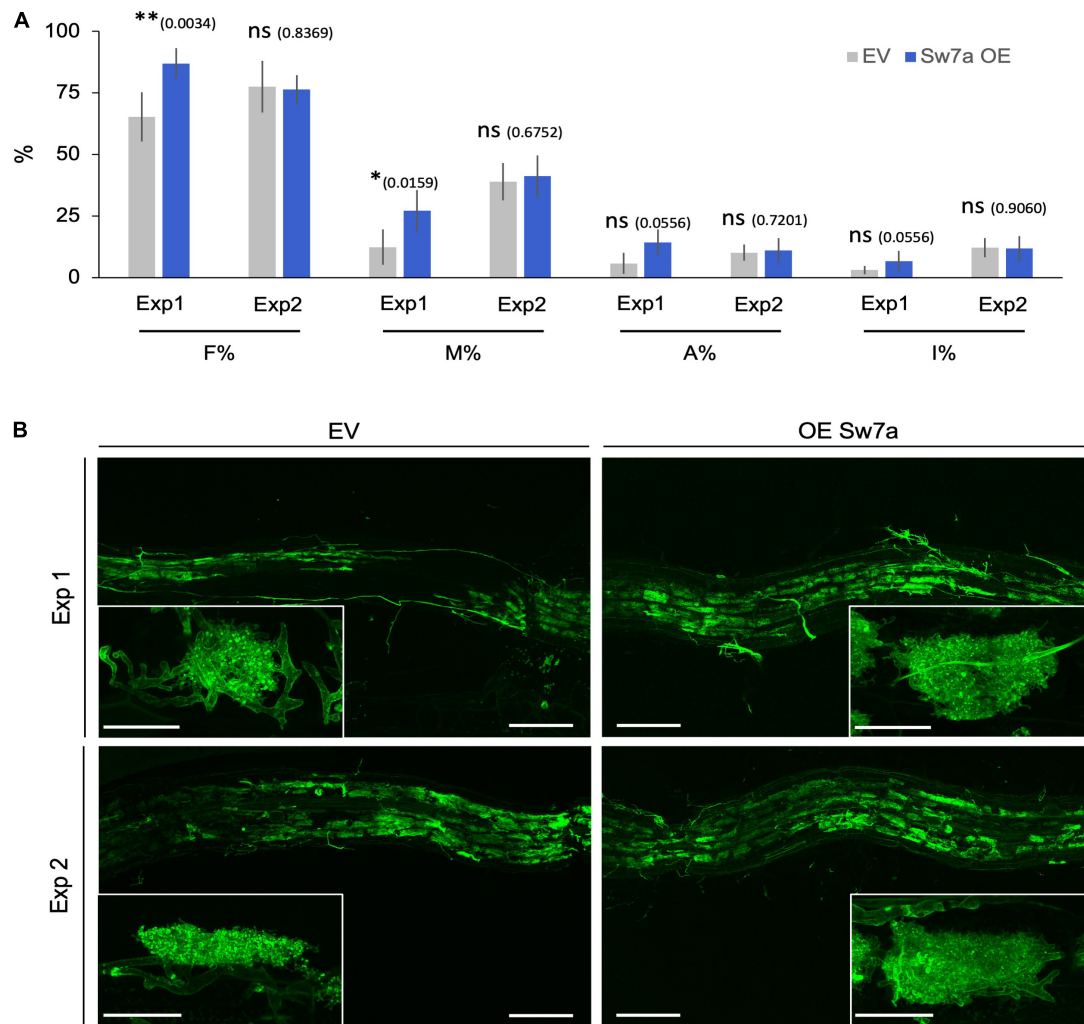 A
100
75
50
25
0
%
** (0.0034)
ns (0.8369)
* (0.0159)
ns (0.6752)
ns (0.0556)
ns (0.7201)
ns (0.0556)
ns (0.9060)
EV
Sw7a OE
Exp1 Exp2 Exp1 Exp2 Exp1 Exp2 Exp1 Exp2
F% M% A% I%
B
EV
OE Sw7a
Exp 1
Exp 2